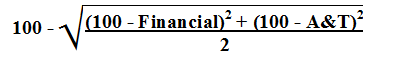 100 - √((100 - Financial)² + (100 - A&T)²
2